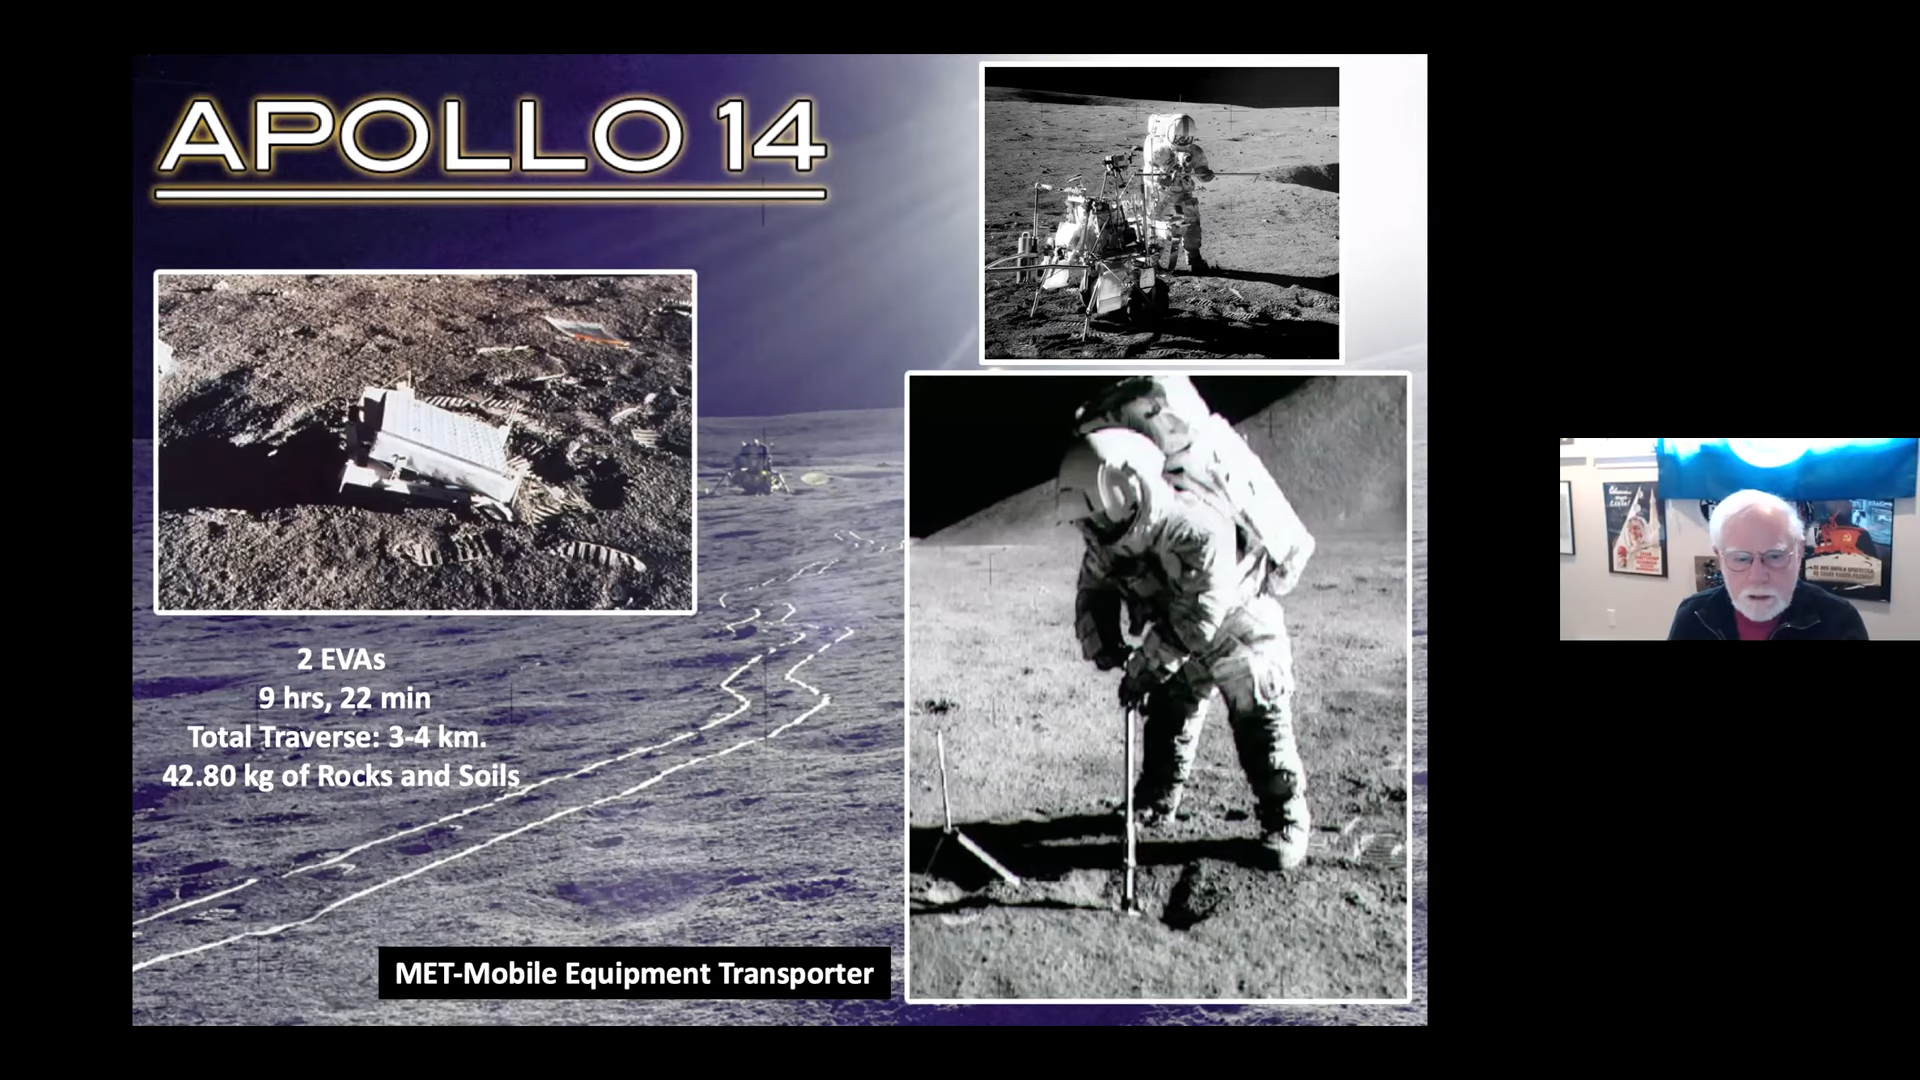 APOLLO 14
2 EVAs
9 hrs, 22 min
Total Traverse: 3-4 km.
42.80 kg of Rocks and Soils
MET-Mobile Equipment Transporter